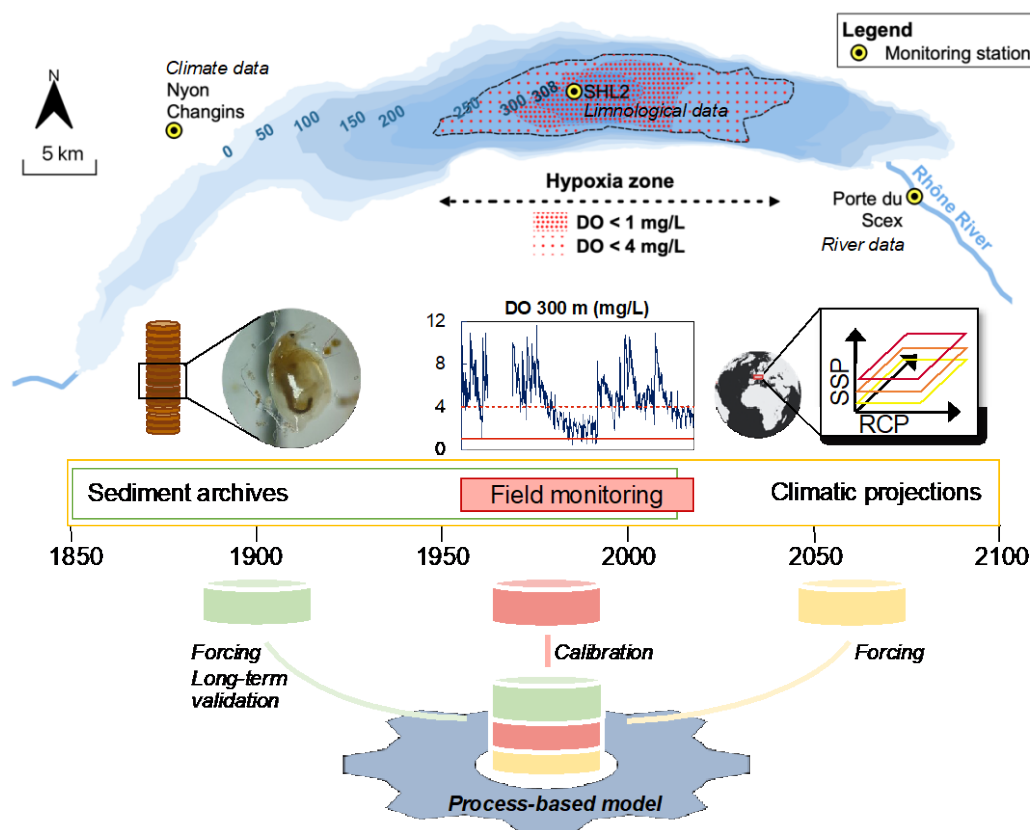 Legend
Monitoring station
Climate data
Nyon
Changins
N
5 km
0
50
100
150
200
250
300
308
SHL2
Limnological data
Hypoxia zone
DO < 1 mg/L
DO < 4 mg/L
Porte du
Scex
River data
Rhône River
DO 300 m (mg/L)
12
8
4
0
SSP
RCP
Sediment archives
Field monitoring
Climatic projections
1850
1900
1950
2000
2050
2100
Forcing
Long-term
validation
Calibration
Forcing
Process-based model